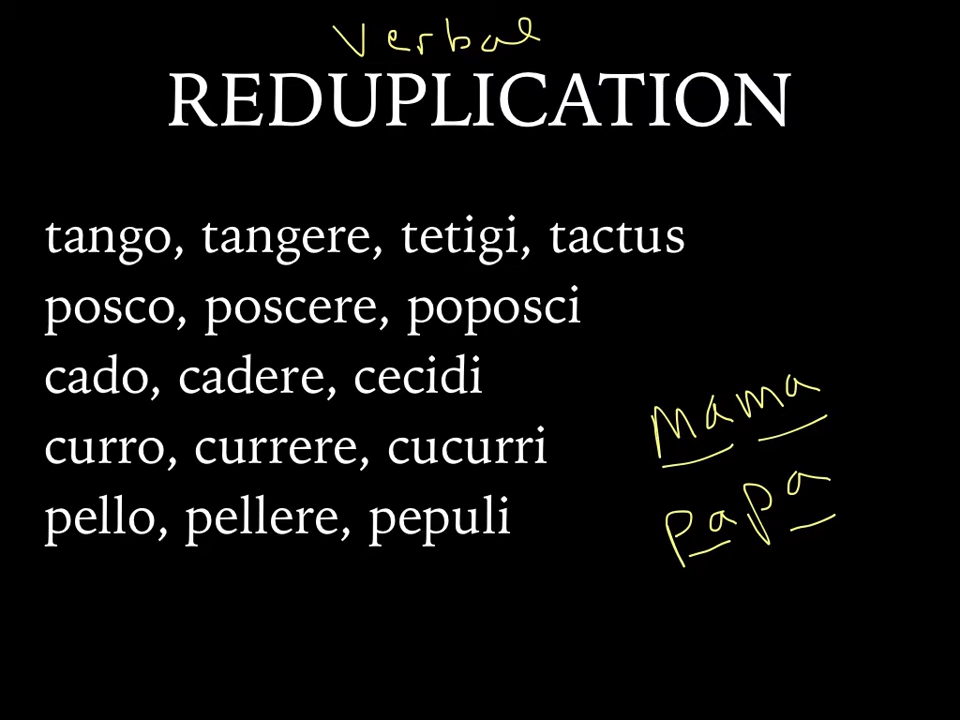 verbal
REDUPLICATION
tango, tangere, tetigi, tactus
posco, poscere, poposci
cado, cadere, cecidi
curro, currere, cucurri
pello, pellere, pepuli
mama
papa